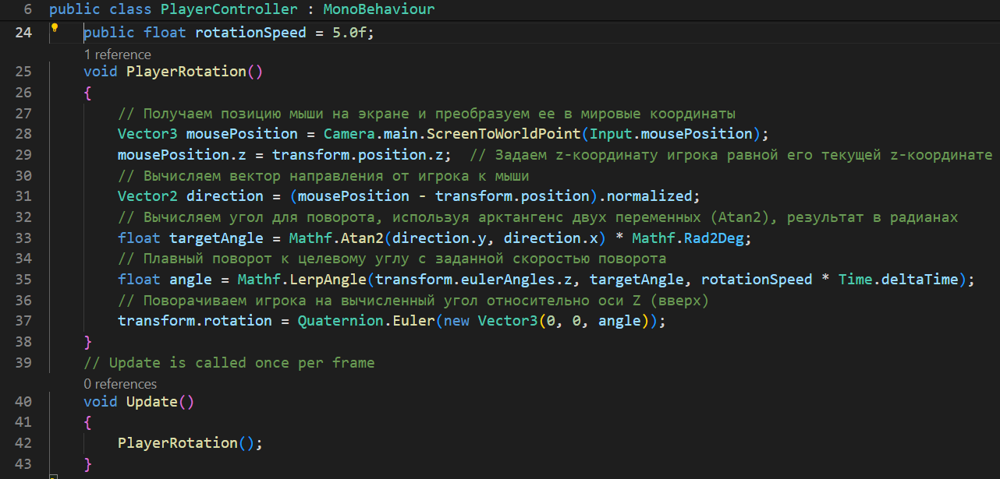 6 public class PlayerController : MonoBehaviour
24 public float rotationSpeed = 5.0f;
1 reference
25 void PlayerRotation()
26 {
27 // Получаем позицию мыши на экране и преобразуем ее в мировые координаты
28 Vector3 mousePosition = Camera.main.ScreenToWorldPoint(Input.mousePosition);
29 mousePosition.z = transform.position.z;  // Задаем z-координату игрока равной его текущей z-координате
30 // Вычисляем вектор направления от игрока к мыши
31 Vector2 direction = (mousePosition - transform.position).normalized;
32 // Вычисляем угол для поворота, используя арктангенс двух переменных (Atan2), результат в радианах
33 float targetAngle = Mathf.Atan2(direction.y, direction.x) * Mathf.Rad2Deg;
34 // Плавный поворот к целевому углу с заданной скоростью поворота
35 float angle = Mathf.LerpAngle(transform.eulerAngles.z, targetAngle, rotationSpeed * Time.deltaTime);
36 // Поворачиваем игрока на вычисленный угол относительно оси Z (вверх)
37 transform.rotation = Quaternion.Euler(new Vector3(0, 0, angle));
38 }
39 // Update is called once per frame
0 references
40 void Update()
41 {
42 PlayerRotation();
43 }